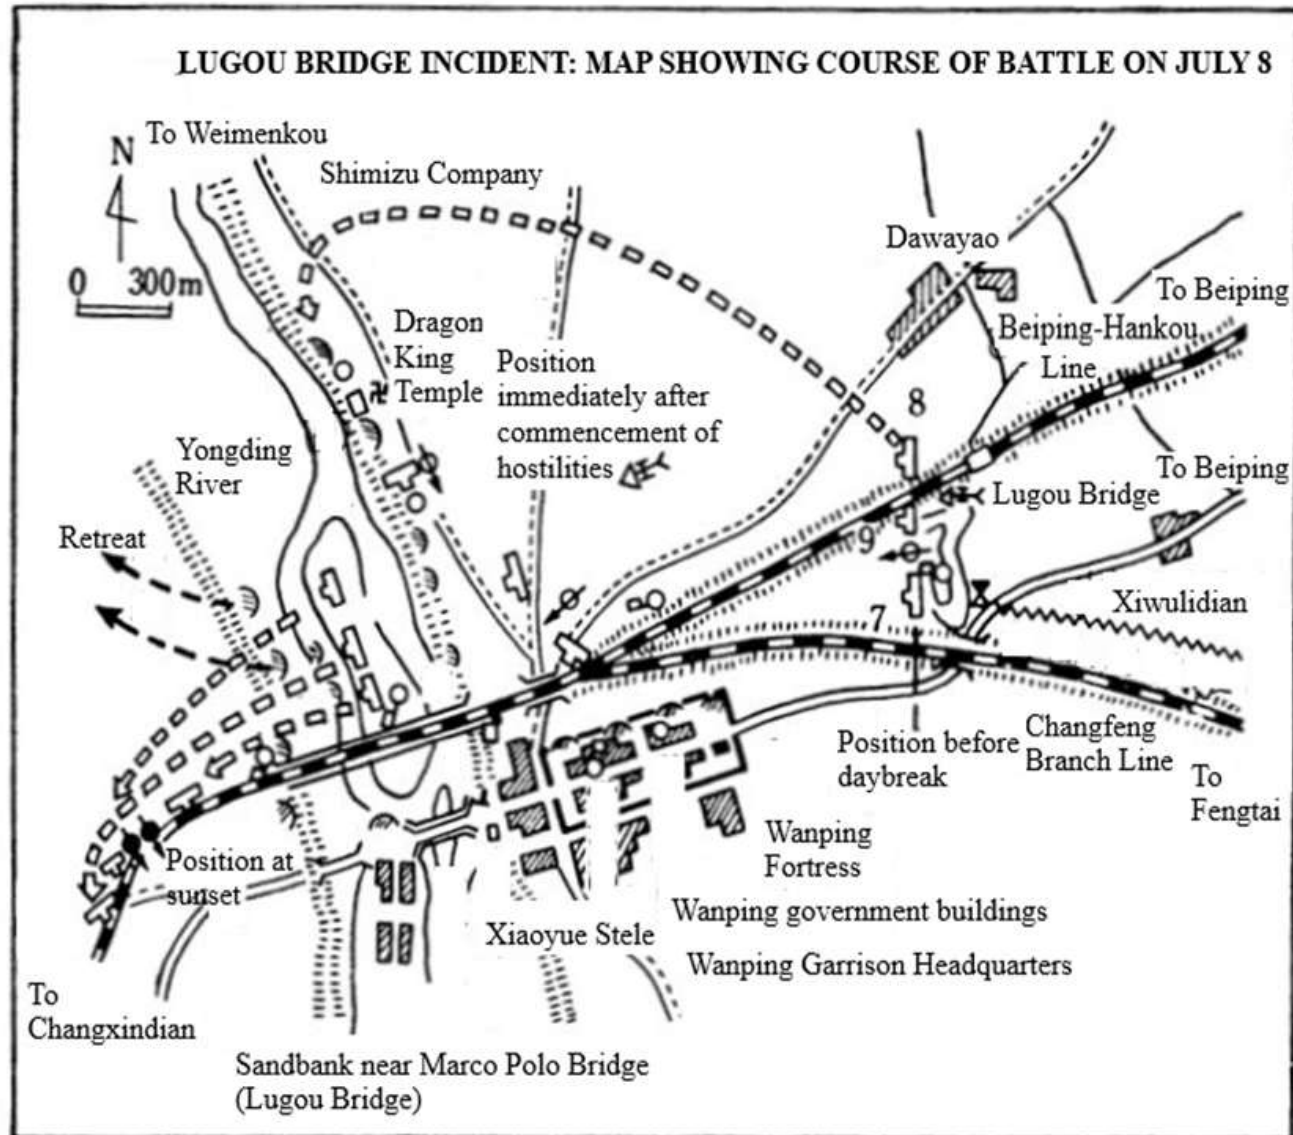 LUGOU BRIDGE INCIDENT: MAP SHOWING COURSE OF BATTLE ON JULY 8
To Weimenkou
N
Shimizu Company
0 300m
Dawayao
To Beiping
Beiping-Hankou
Line
Dragon
King
Temple
Position
immediately after
commencement of
hostilities
8
Yongding
River
To Beiping
Lugou Bridge
Retreat
9
Xiwulidian
7
Position before
daybreak
Changfeng
Branch Line
To
Fengtai
Wanping
Fortress
Position at
sunset
Wanping government buildings
Xiaoyue Stele
Wanping Garrison Headquarters
To
Changxindian
Sandbank near Marco Polo Bridge
(Lugou Bridge)